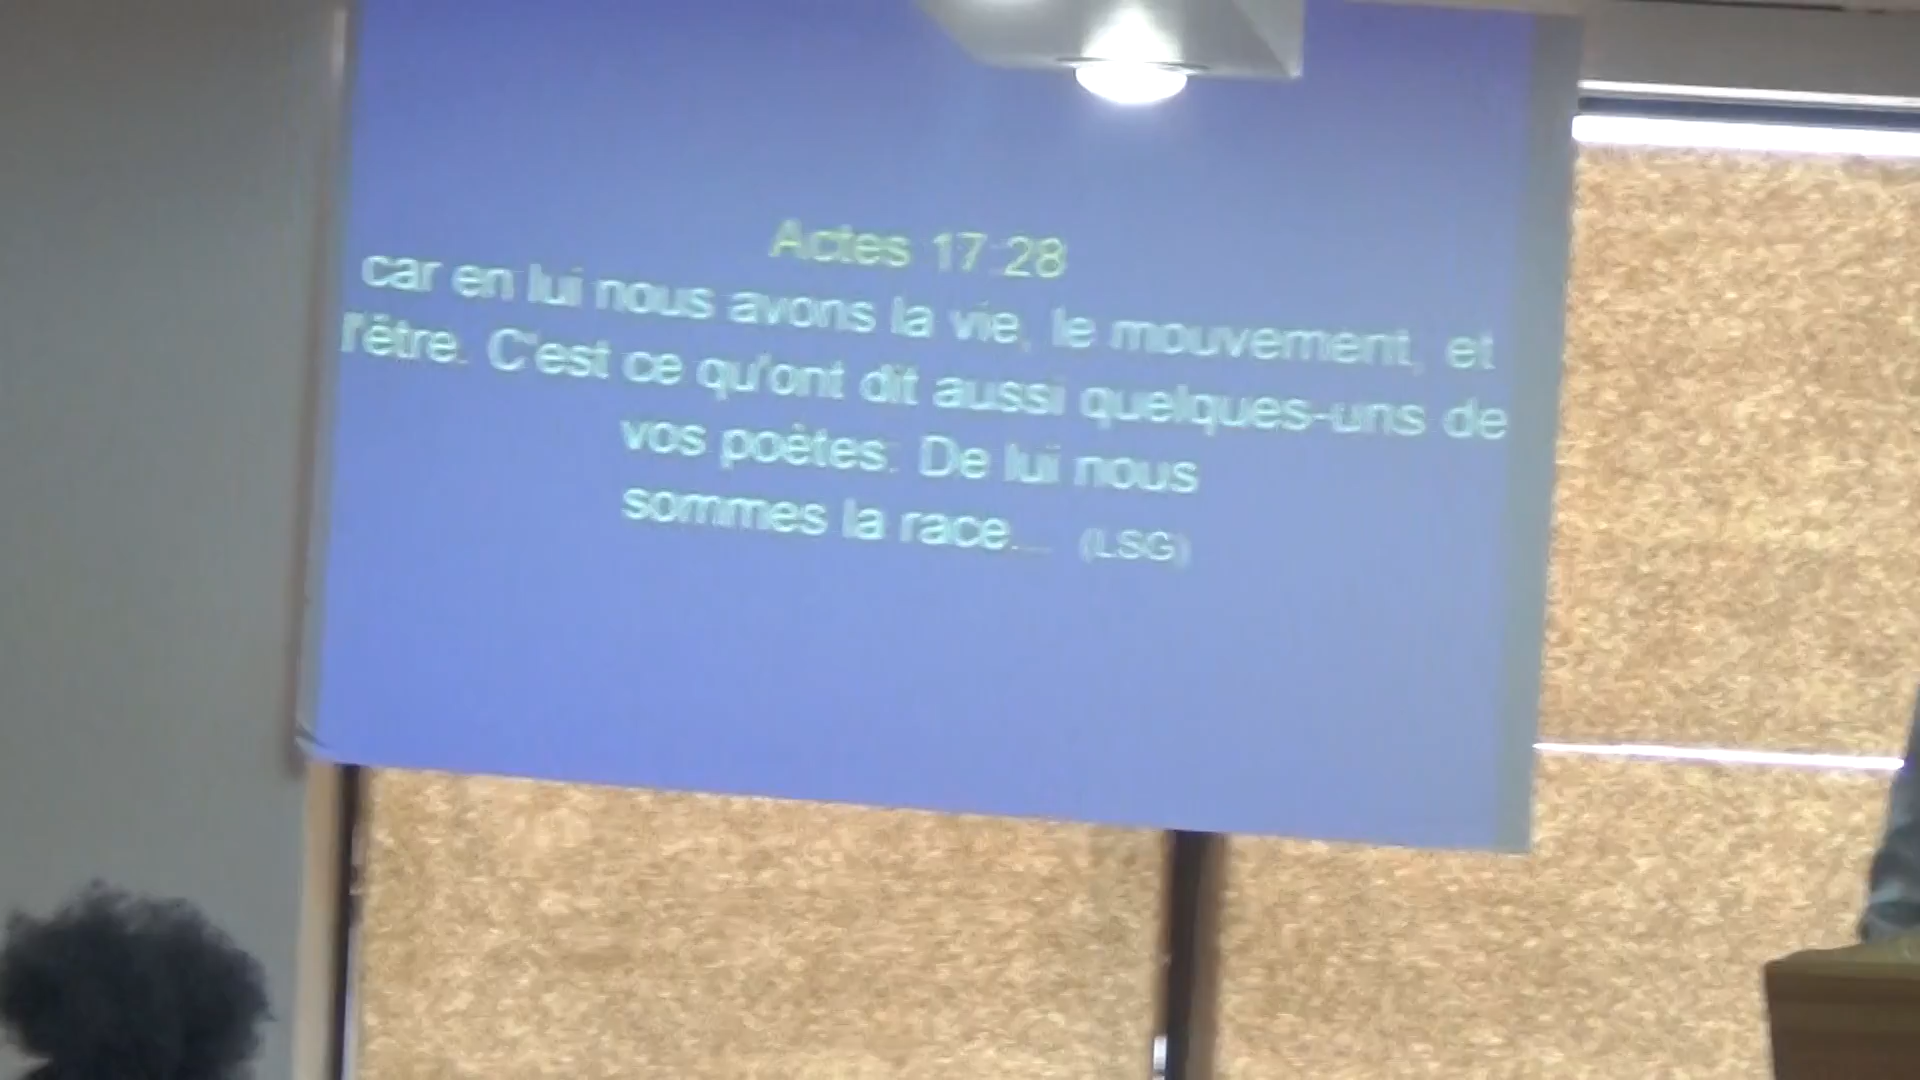 Actes 17:28
car en lui nous avons la vie, le mouvement, et
l'être. C'est ce qu'ont dit aussi quelques-uns de
vos poètes: De lui nous
sommes la race... (LSG)